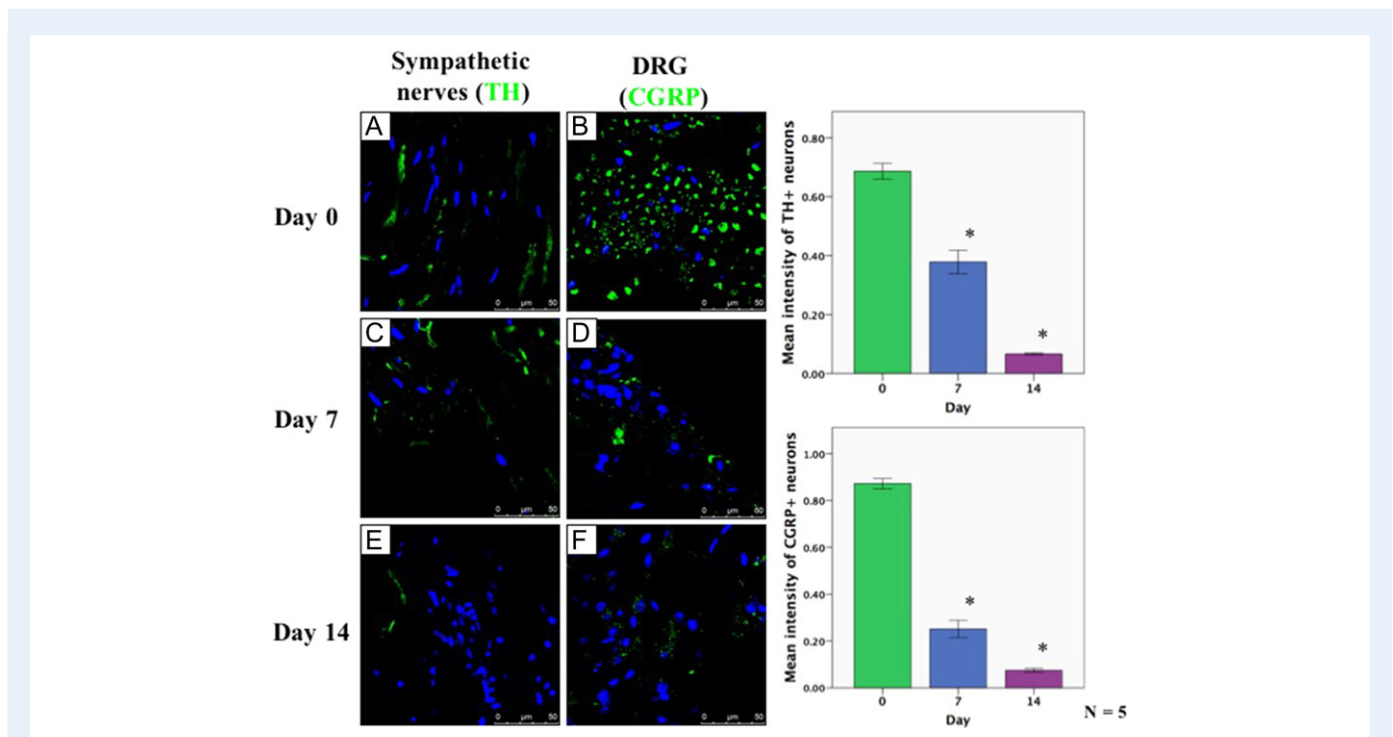 Sympathetic
nerves (TH)
DRG
(CGRP)
Day 0
A
0 µm 50
B
0 µm 50
Day 7
C
0 µm 50
D
0 µm 50
Day 14
E
0 µm 50
F
0 µm 50
Mean intensity of TH+ neurons
0.80
0.60
0.40
0.20
0.00
*
*
0 7 14
Day
Mean intensity of CGRP+ neurons
1.00
0.80
0.60
0.40
0.20
0.00
*
*
0 7 14
Day
N = 5